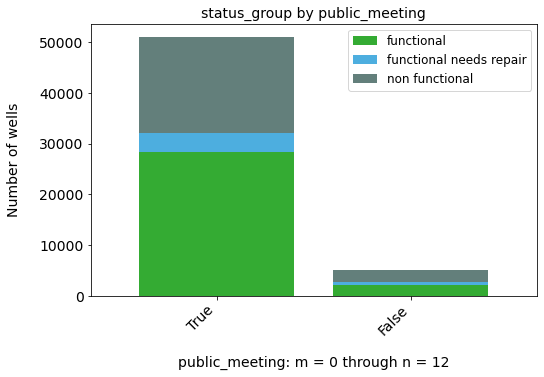 status_group by public_meeting
functional
functional needs repair
non functional
Number of wells
50000
40000
30000
20000
10000
0
True
False
public_meeting: m = 0 through n = 12